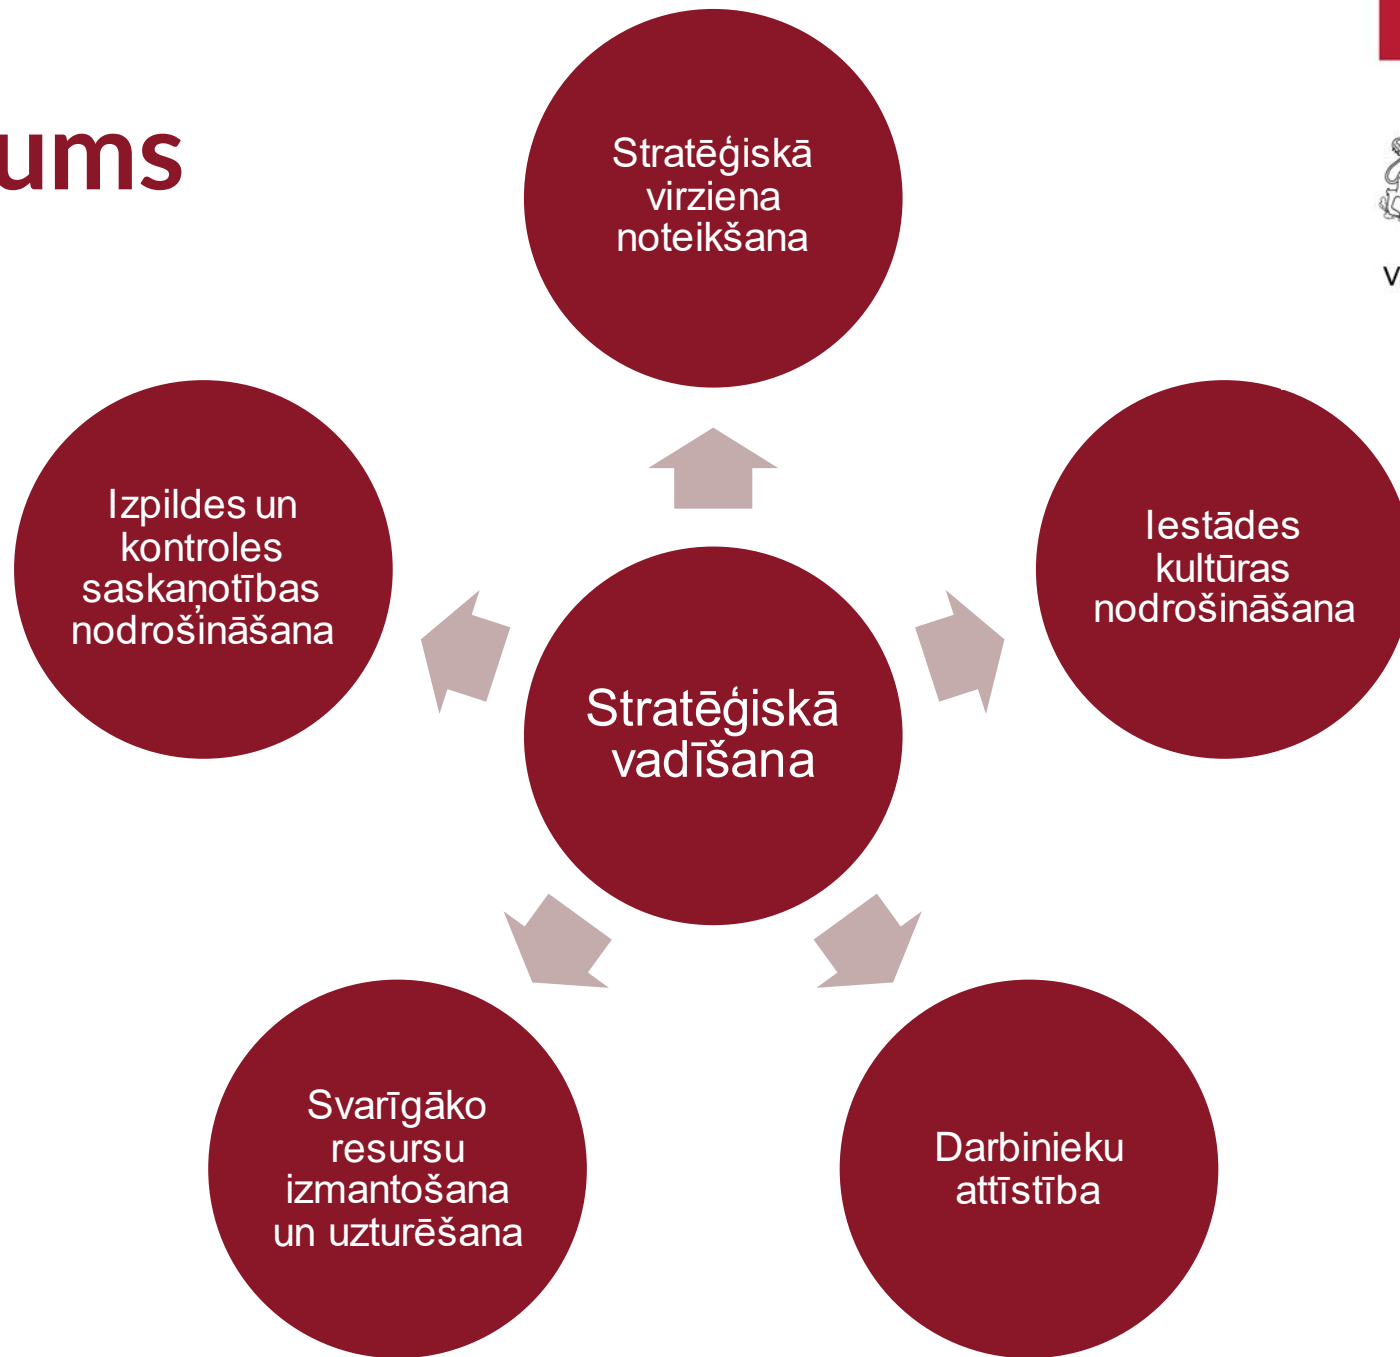 ums
Stratēģiskā
virziena
noteikšana
V
Izpildes un
kontroles
saskaņotības
nodrošināšana
Iestādes
kultūras
nodrošināšana
Stratēģiskā
vadīšana
Svarīgāko
resursu
izmantošana
un uzturēšana
Darbinieku
attīstība